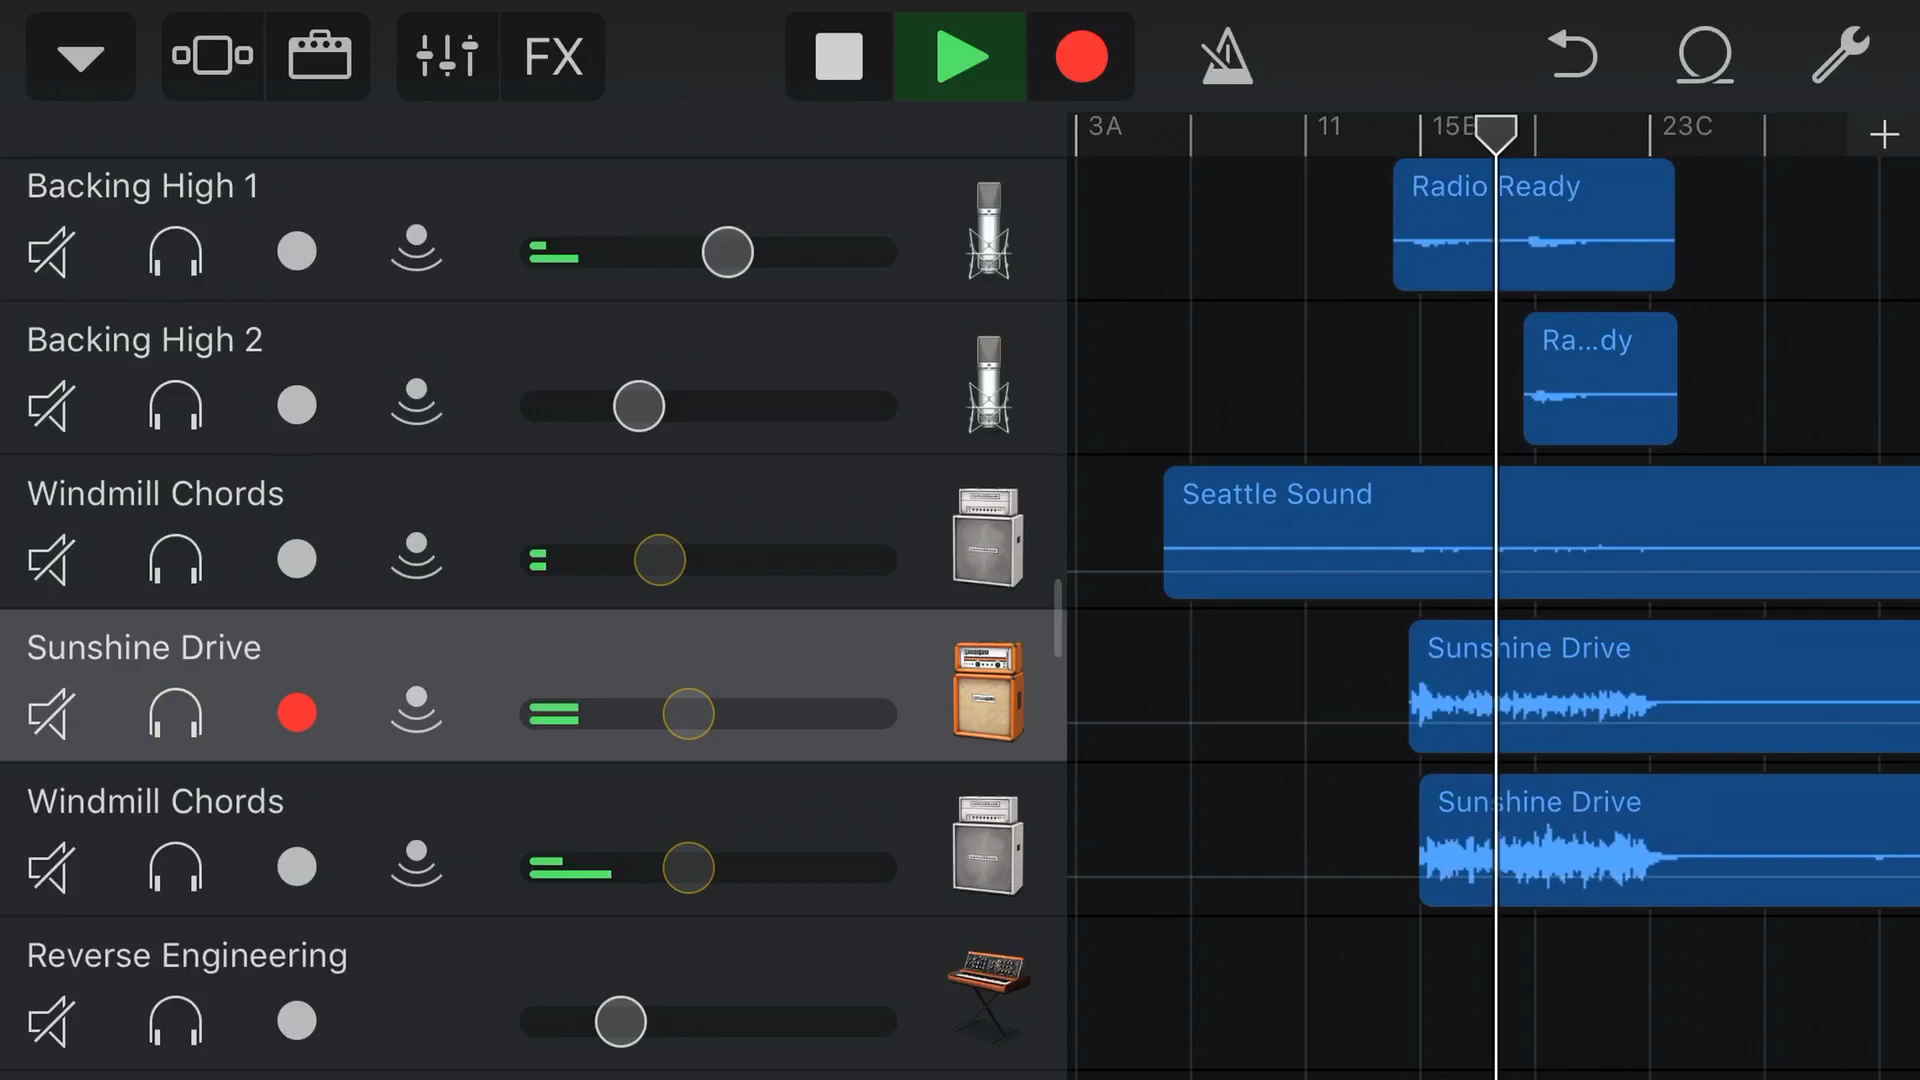 FX
3A
11
15B
23C
Backing High 1
Radio Ready
Backing High 2
Ra...dy
Windmill Chords
Seattle Sound
Sunshine Drive
Sunshine Drive
Windmill Chords
Sunshine Drive
Reverse Engineering